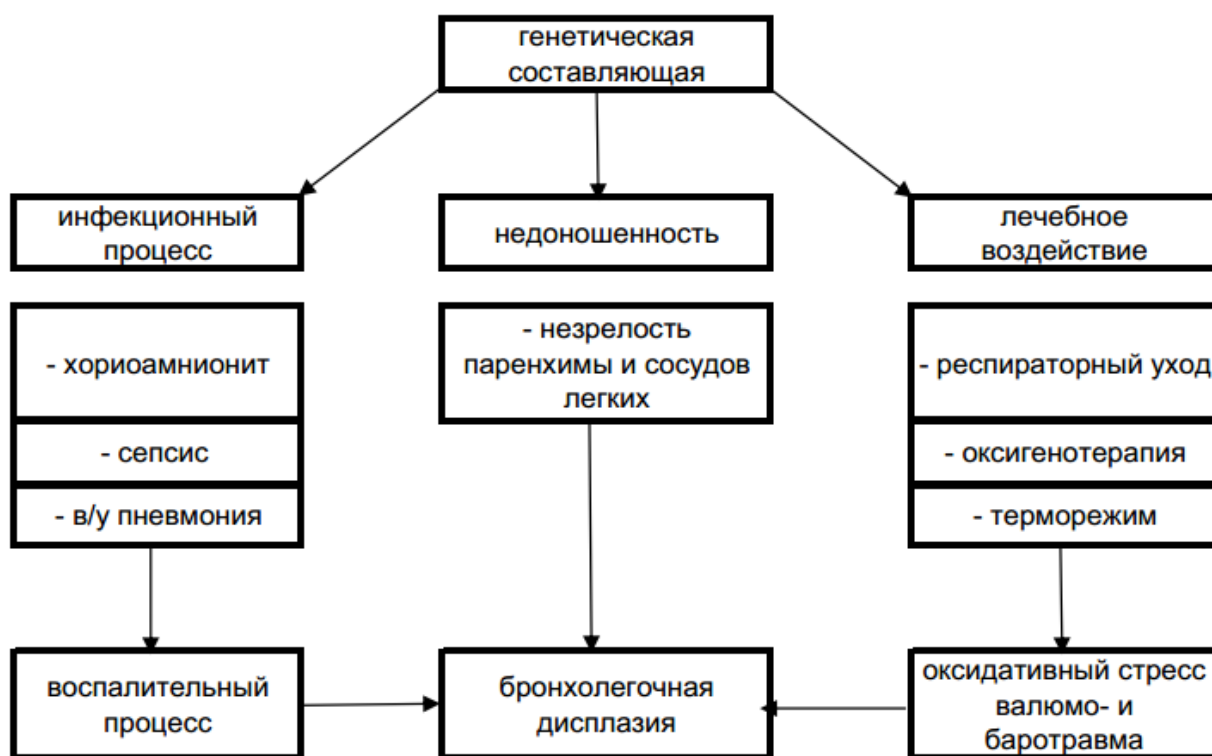 генетическая
составляющая
инфекционный
процесс
недоношенность
лечебное
воздействие
- хориоамнионит
- сепсис
- в/у пневмония
- незрелость
паренхимы и сосудов
легких
- респираторный уход
- оксигенотерапия
- терморежим
воспалительный
процесс
бронхолегочная
дисплазия
оксидативный стресс
валюмо- и
баротравма